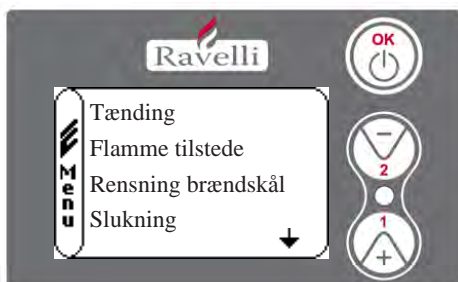 Ravelli
OK
Menu
Tænding
Flamme tilstede
Rensning brændskål
Slukning
−
2
1
+